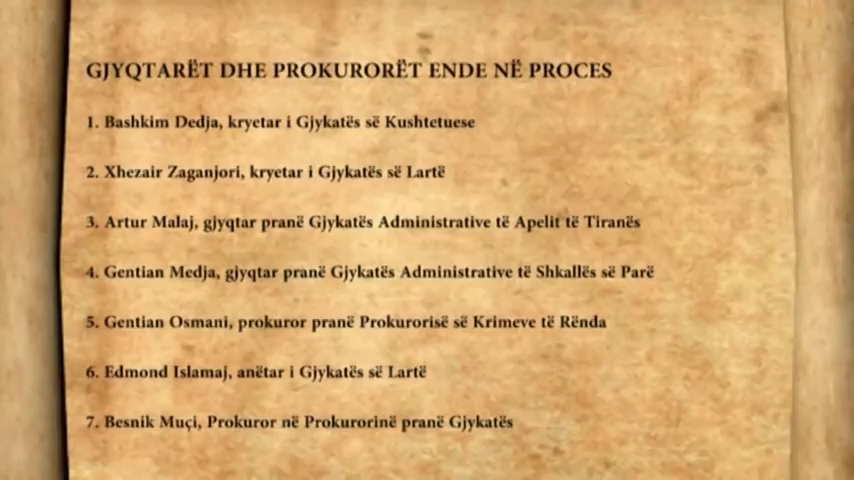 GJYQTARËT DHE PROKURORËT ENDE NË PROCES
1. Bashkim Dedja, kryetar i Gjykatës së Kushtetuese
2. Xhezair Zaganjori, kryetar i Gjykatës së Lartë
3. Artur Malaj, gjyqtar pranë Gjykatës Administrative të Apelit të Tiranës
4. Gentian Medja, gjyqtar pranë Gjykatës Administrative të Shkallës së Parë
5. Gentian Osmani, prokuror pranë Prokurorisë së Krimeve të Rënda
6. Edmond Islamaj, anëtar i Gjykatës së Lartë
7. Besnik Muçi, Prokuror në Prokurorinë pranë Gjykatës